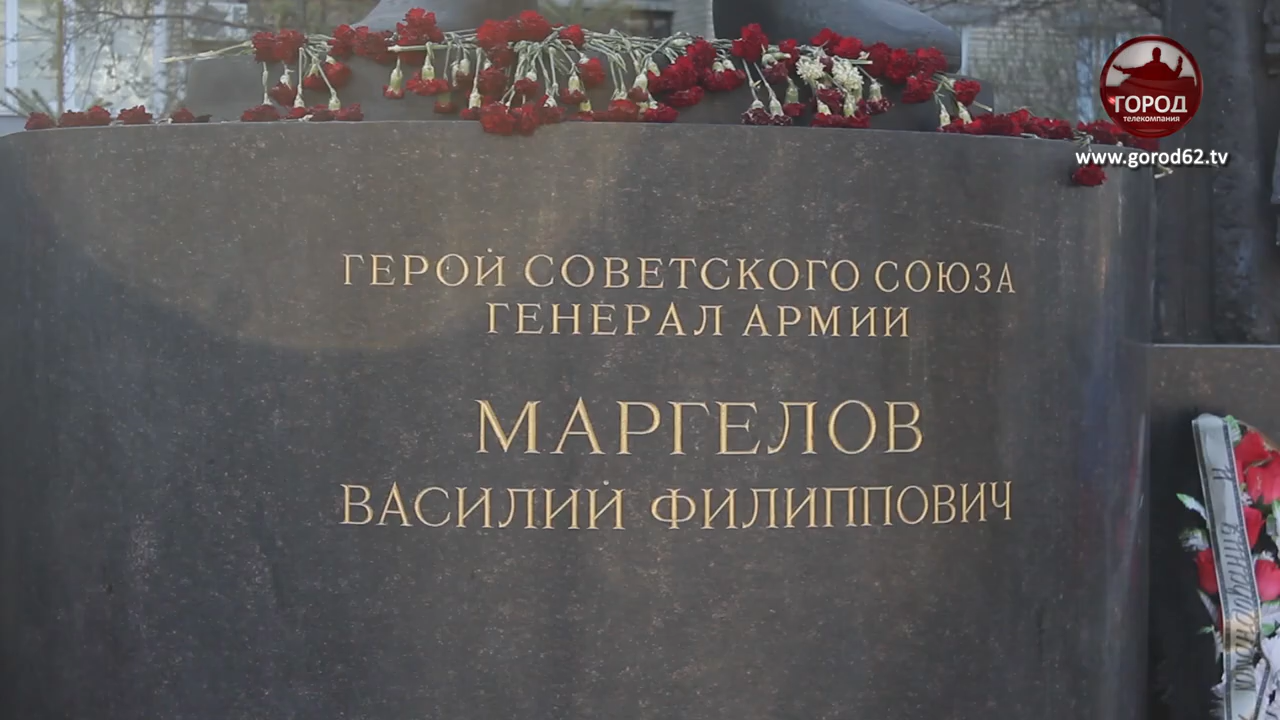 ГОРОД
телекомпания
www.gorod62.tv
ГЕРОЙ СОВЕТСКОГО СОЮЗА
ГЕНЕРАЛ АРМИИ
МАРГЕЛОВ
ВАСИЛИЙ ФИЛИППОВИЧ